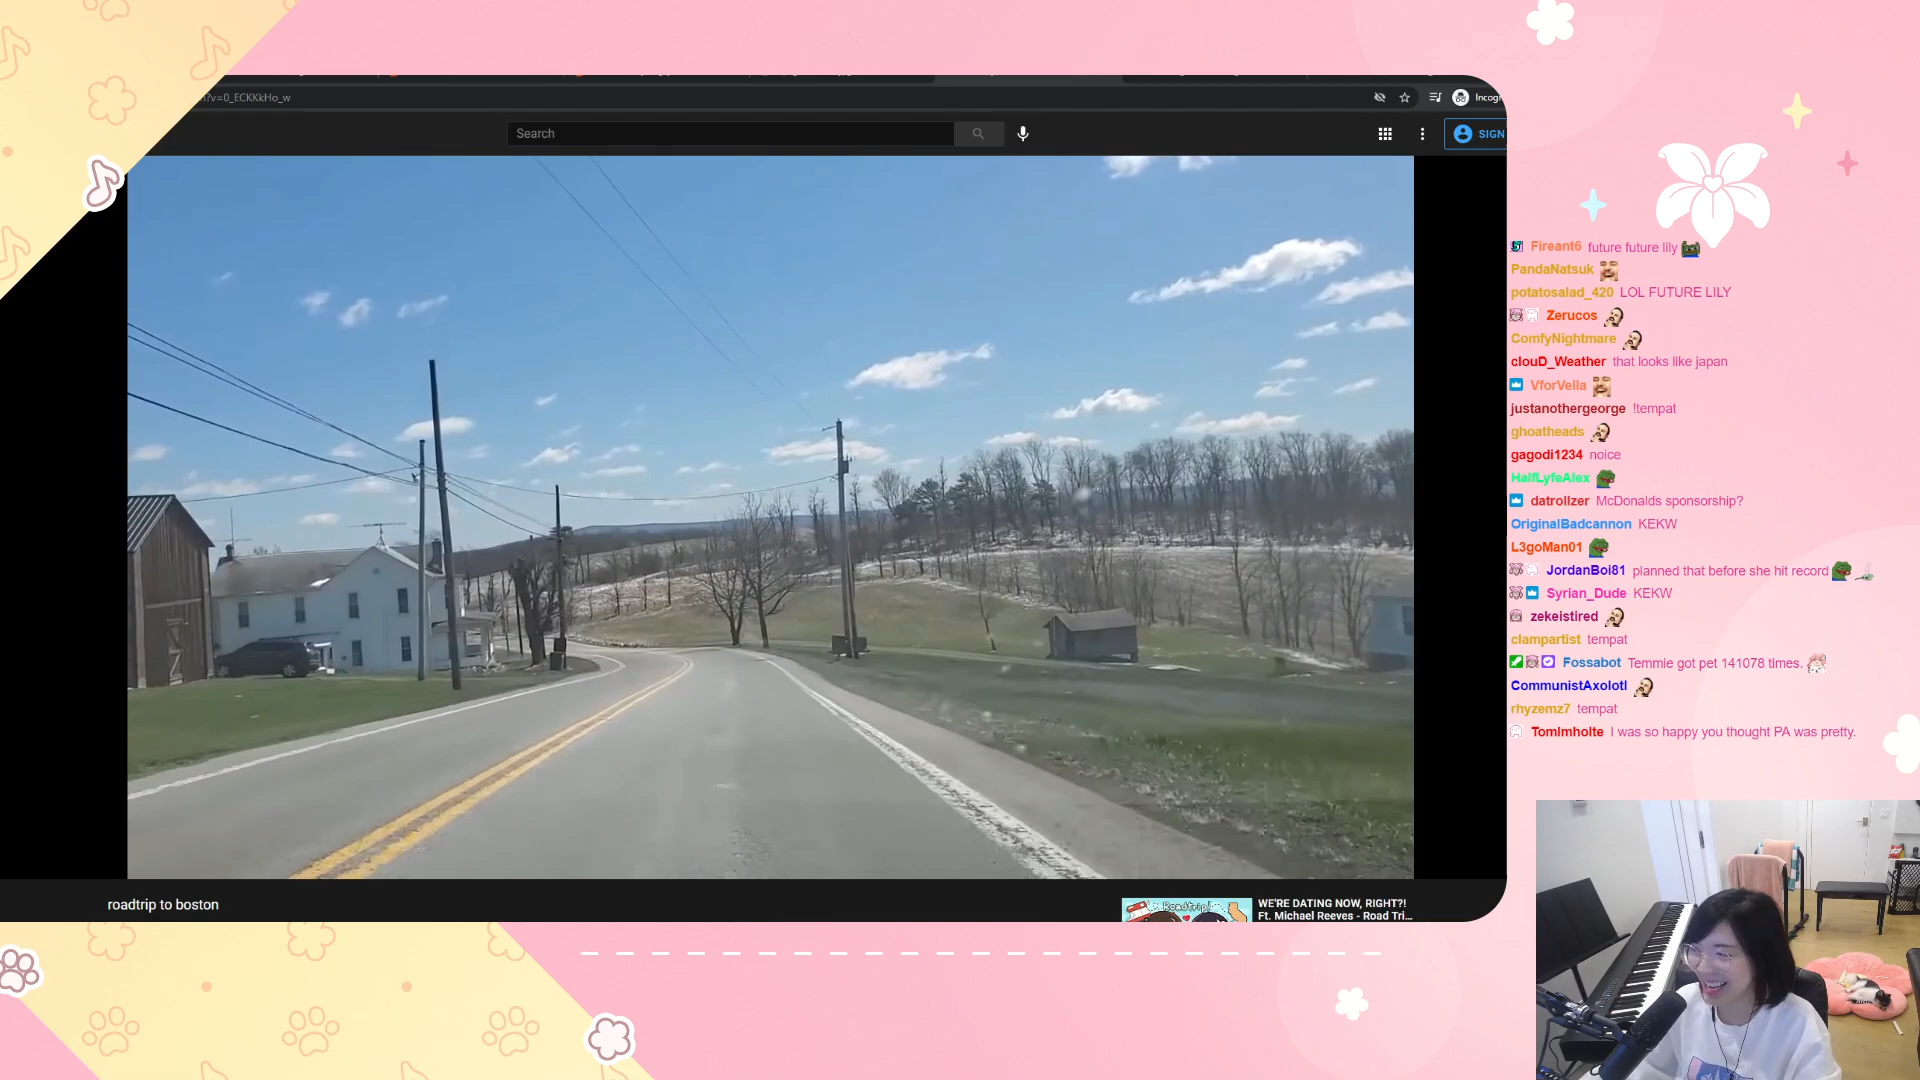 ?v=0_ECKKkHo_w
Incogn
Search
SIGN
Fireant6 future future lily
PandaNatsuk
potatosalad_420 LOL FUTURE LILY
Zerucos
ComfyNightmare
clouD_Weather that looks like japan
VforVella
justanothergeorge !tempat
ghoatheads
gagodi1234 noice
HalfLyfeAlex
datrollzer McDonalds sponsorship?
OriginalBadcannon KEKW
L3goMan01
JordanBoi81 planned that before she hit record
Syrian_Dude KEKW
zekeistired
clampartist tempat
Fossabot Temmie got pet 141078 times.
CommunistAxolotl
rhyzemz7 tempat
TomImholte I was so happy you thought PA was pretty.
roadtrip to boston
Roadtrip!
WE'RE DATING NOW, RIGHT?!
Ft. Michael Reeves - Road Tri...